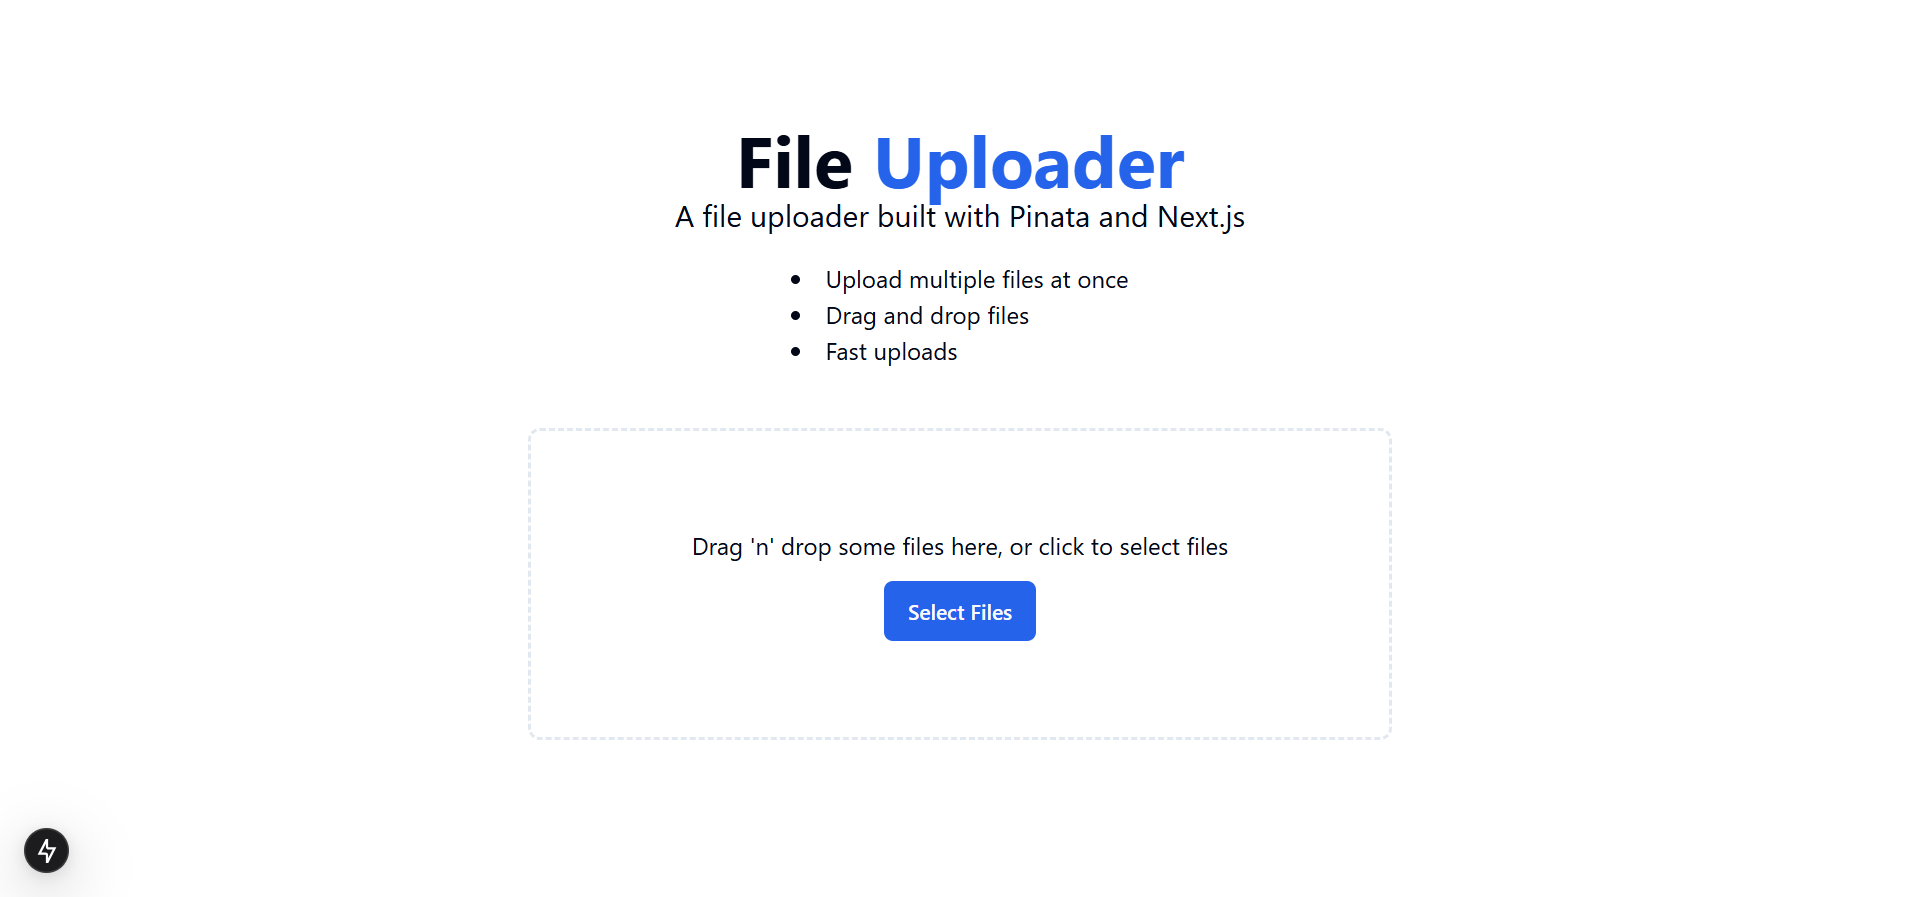 File Uploader
A file uploader built with Pinata and Next.js
Upload multiple files at once
Drag and drop files
Fast uploads
Drag 'n' drop some files here, or click to select files
Select Files